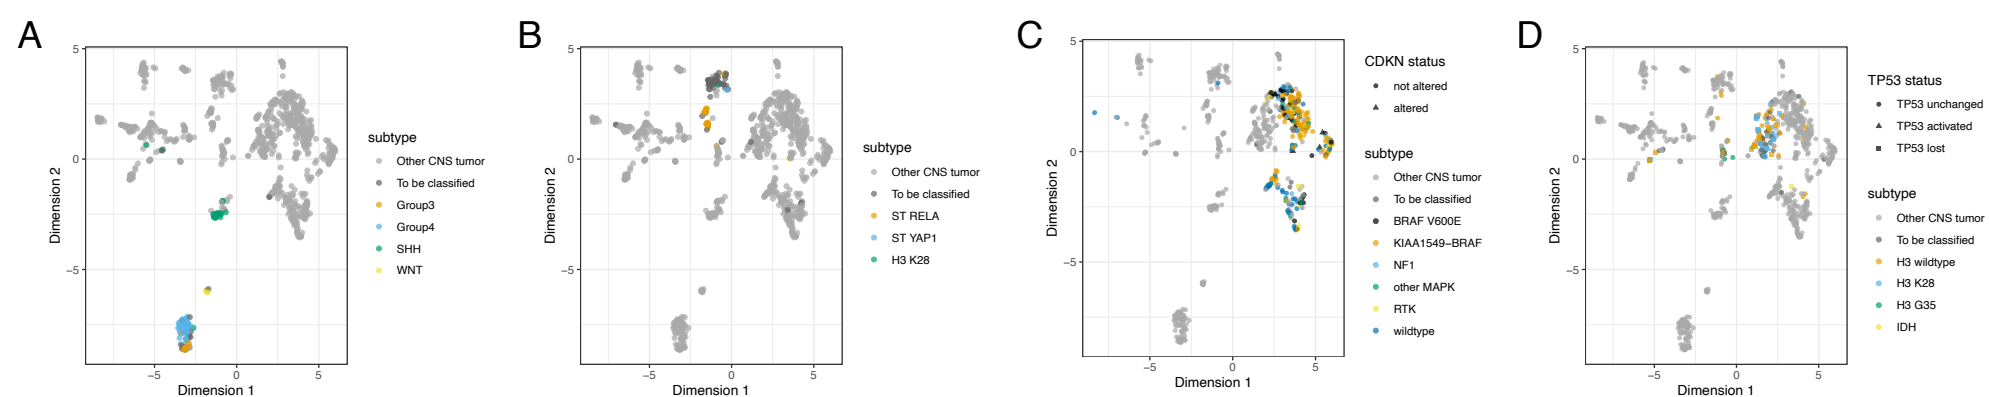 A
5
0
−5
−5
0
5
Dimension 2
Dimension 1
subtype
Other CNS tumor
To be classified
Group3
Group4
SHH
WNT
B
5
0
−5
−5
0
5
Dimension 2
Dimension 1
subtype
Other CNS tumor
To be classified
ST RELA
ST YAP1
H3 K28
C
5
0
−5
−5
0
5
Dimension 2
Dimension 1
CDKN status
not altered
altered
subtype
Other CNS tumor
To be classified
BRAF V600E
KIAA1549−BRAF
NF1
other MAPK
RTK
wildtype
D
5
0
−5
−5
0
5
Dimension 2
Dimension 1
TP53 status
TP53 unchanged
TP53 activated
TP53 lost
subtype
Other CNS tumor
To be classified
H3 wildtype
H3 K28
H3 G35
IDH